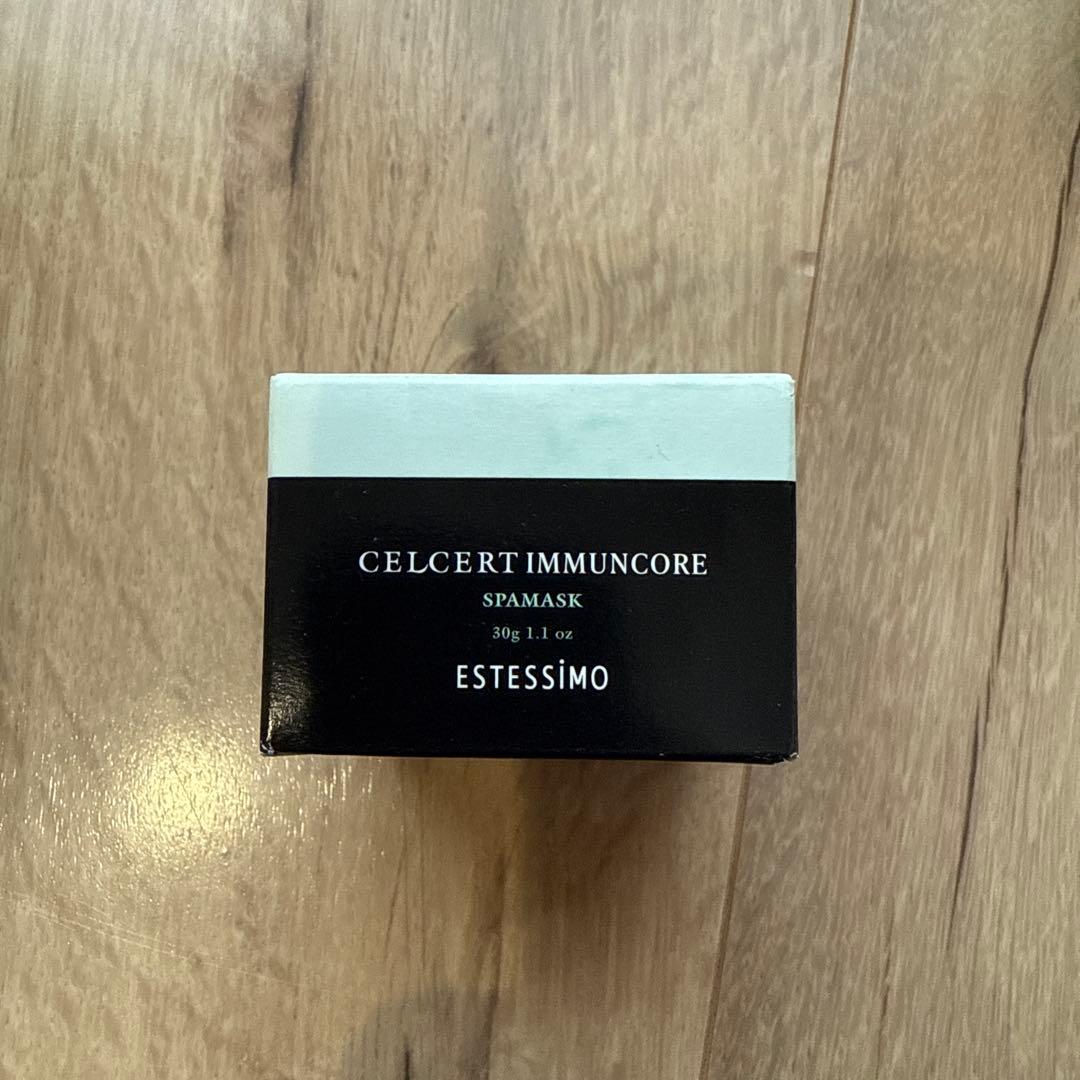 CELCERT IMMUNCORE
SPAMASK
30g 1.1 oz
ESTESSiMO